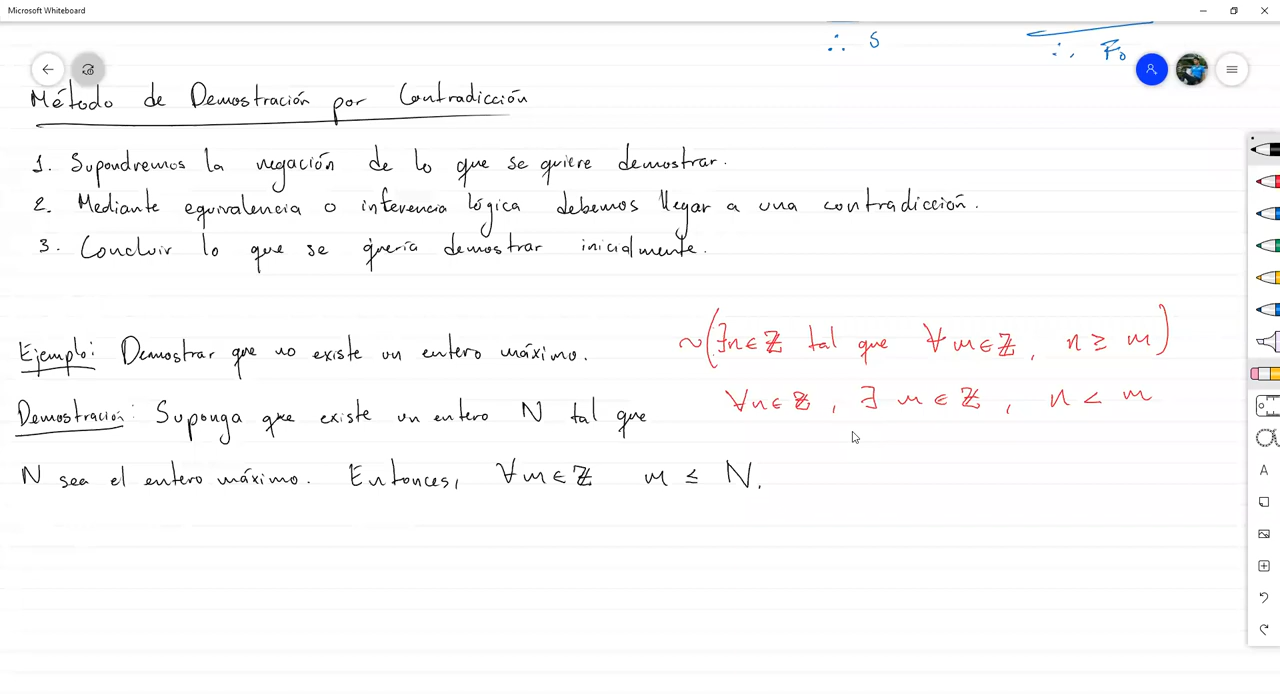 Microsoft Whiteboard
∴ S
∴ F₀
Método de Demostración por Contradicción
1. Supondremos la negación de lo que se quiere demostrar.
2. Mediante equivalencia o inferencia lógica debemos llegar a una contradicción.
3. Concluir lo que se quería demostrar inicialmente.
Ejemplo: Demostrar que no existe un entero máximo.
~(∃n∈ℤ tal que ∀m∈ℤ, n ≥ m)
∀n∈ℤ, ∃ m∈ℤ, n < m
Demostración: Suponga que existe un entero N tal que
N sea el entero máximo. Entonces, ∀m∈ℤ m ≤ N.